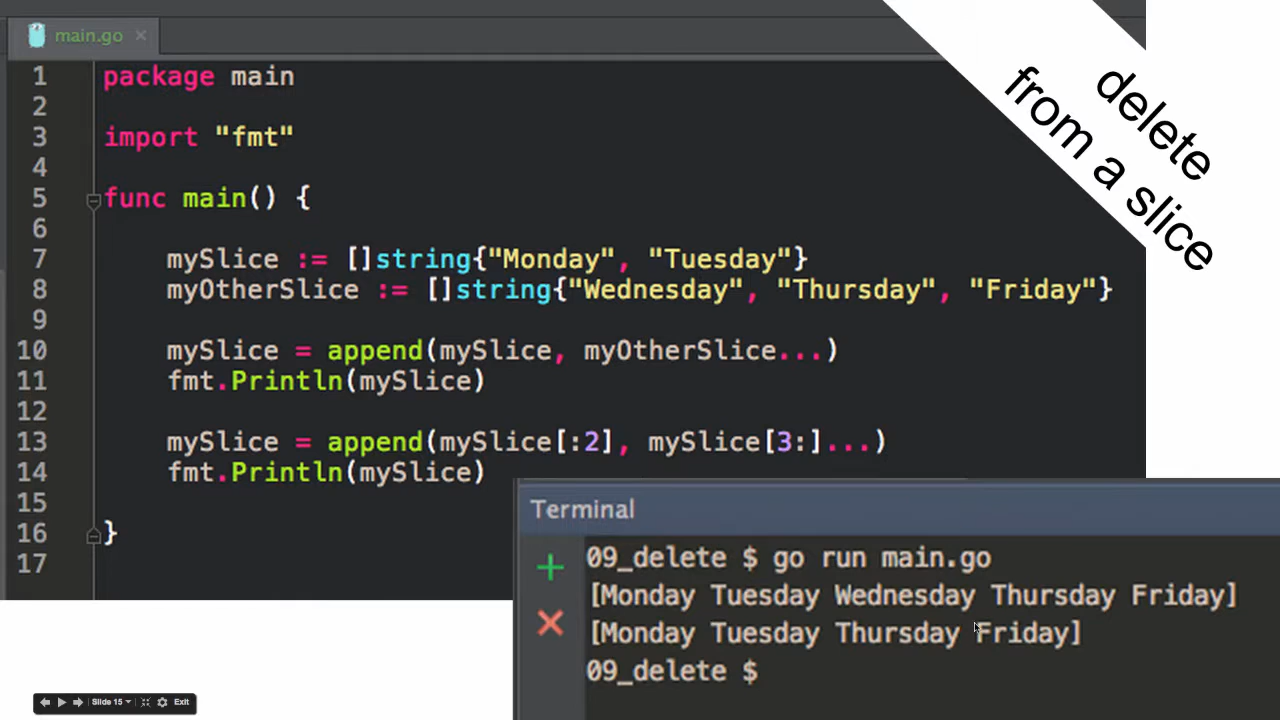 main.go
1 package main
2
3 import "fmt"
4
5 func main() {
6
7 mySlice := []string{"Monday", "Tuesday"}
8 myOtherSlice := []string{"Wednesday", "Thursday", "Friday"}
9
10 mySlice = append(mySlice, myOtherSlice...)
11 fmt.Println(mySlice)
12
13 mySlice = append(mySlice[:2], mySlice[3:]...)
14 fmt.Println(mySlice)
15
16 }
17
delete
from a slice
Terminal
09_delete $ go run main.go
[Monday Tuesday Wednesday Thursday Friday]
[Monday Tuesday Thursday Friday]
09_delete $
Slide 15
Exit